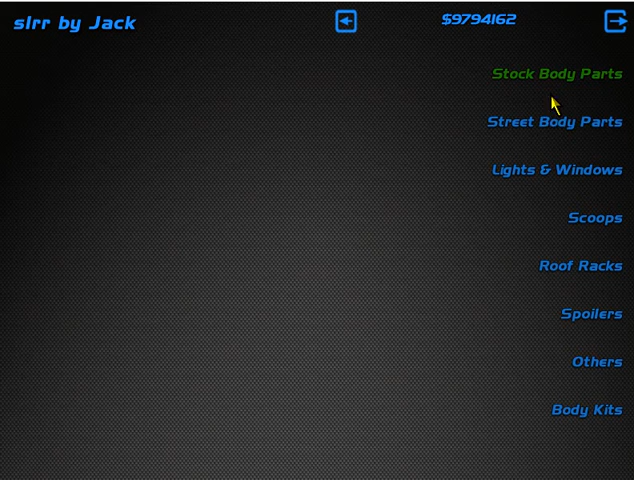 slrr by Jack
$9794162
Stock Body Parts
Street Body Parts
Lights & Windows
Scoops
Roof Racks
Spoilers
Others
Body Kits